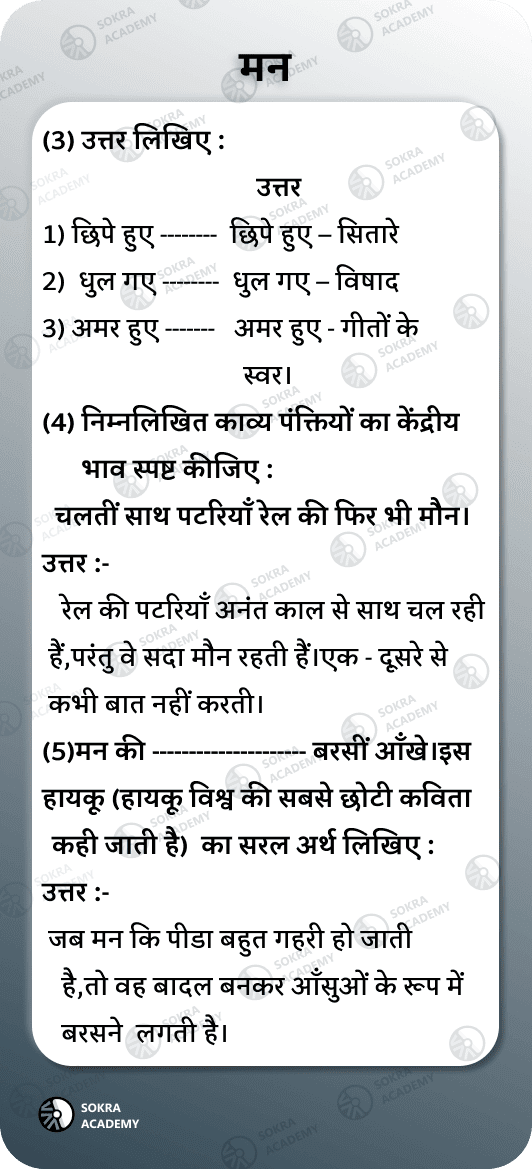 मन
(3) उत्तर लिखिए :
उत्तर
1) छिपे हुए -------- छिपे हुए – सितारे
2) धुल गए -------- धुल गए – विषाद
3) अमर हुए ------- अमर हुए - गीतों के
स्वर।
(4) निम्नलिखित काव्य पंक्तियों का केंद्रीय
भाव स्पष्ट कीजिए :
चलतीं साथ पटरियाँ रेल की फिर भी मौन।
उत्तर :-
रेल की पटरियाँ अनंत काल से साथ चल रही
हैं,परंतु वे सदा मौन रहती हैं।एक - दूसरे से
कभी बात नहीं करती।
(5)मन की --------------------- बरसीं आँखे।इस
हायकू (हायकू विश्व की सबसे छोटी कविता
कही जाती है) का सरल अर्थ लिखिए :
उत्तर :-
जब मन कि पीडा बहुत गहरी हो जाती
है,तो वह बादल बनकर आँसुओं के रूप में
बरसने लगती है।
SOKRA
ACADEMY